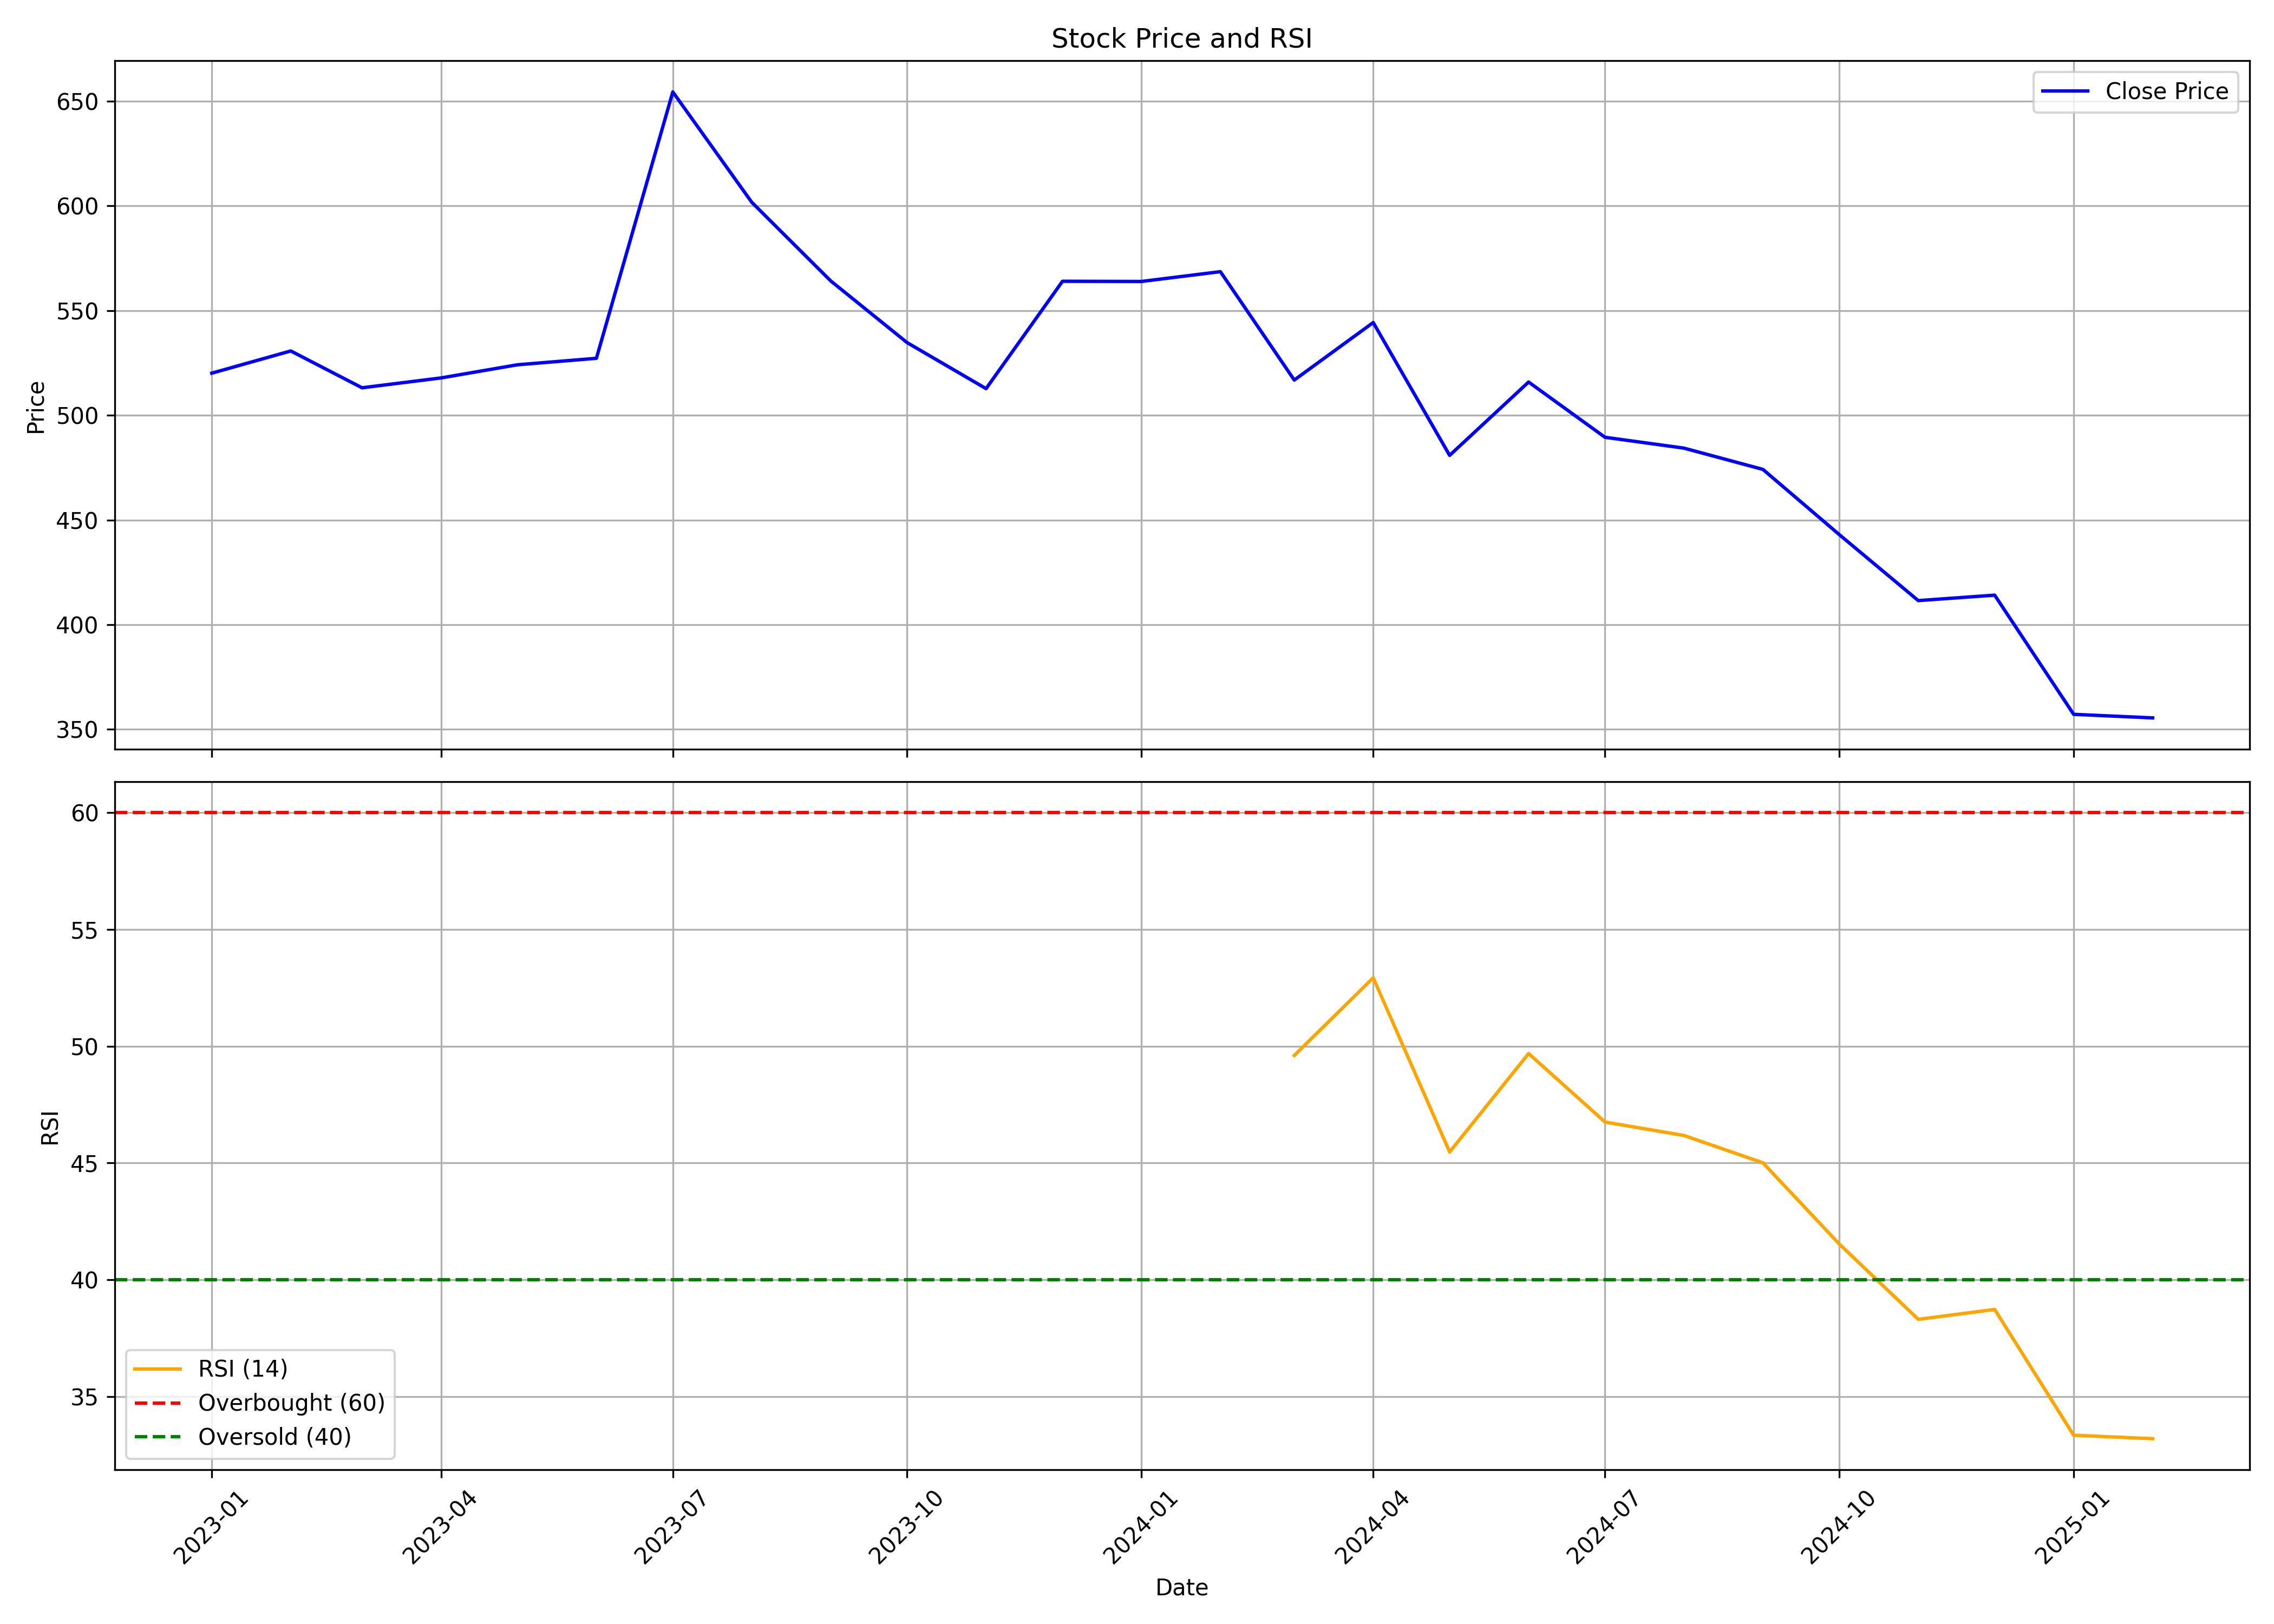 Stock Price and RSI
Close Price
Price
650
600
550
500
450
400
350
RSI
60
55
50
45
40
35
RSI (14)
Overbought (60)
Oversold (40)
2023-01
2023-04
2023-07
2023-10
2024-01
2024-04
2024-07
2024-10
2025-01
Date